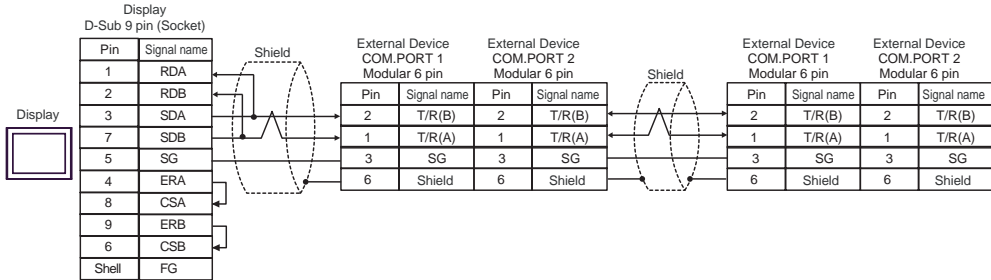 Display
D-Sub 9 pin (Socket)
Display
Pin Signal name
1 RDA
2 RDB
3 SDA
7 SDB
5 SG
4 ERA
8 CSA
9 ERB
6 CSB
Shell FG
Shield
External Device
COM.PORT 1
Modular 6 pin
External Device
COM.PORT 2
Modular 6 pin
Pin Signal name Pin Signal name
2 T/R(B) 2 T/R(B)
1 T/R(A) 1 T/R(A)
3 SG 3 SG
6 Shield 6 Shield
Shield
External Device
COM.PORT 1
Modular 6 pin
External Device
COM.PORT 2
Modular 6 pin
Pin Signal name Pin Signal name
2 T/R(B) 2 T/R(B)
1 T/R(A) 1 T/R(A)
3 SG 3 SG
6 Shield 6 Shield